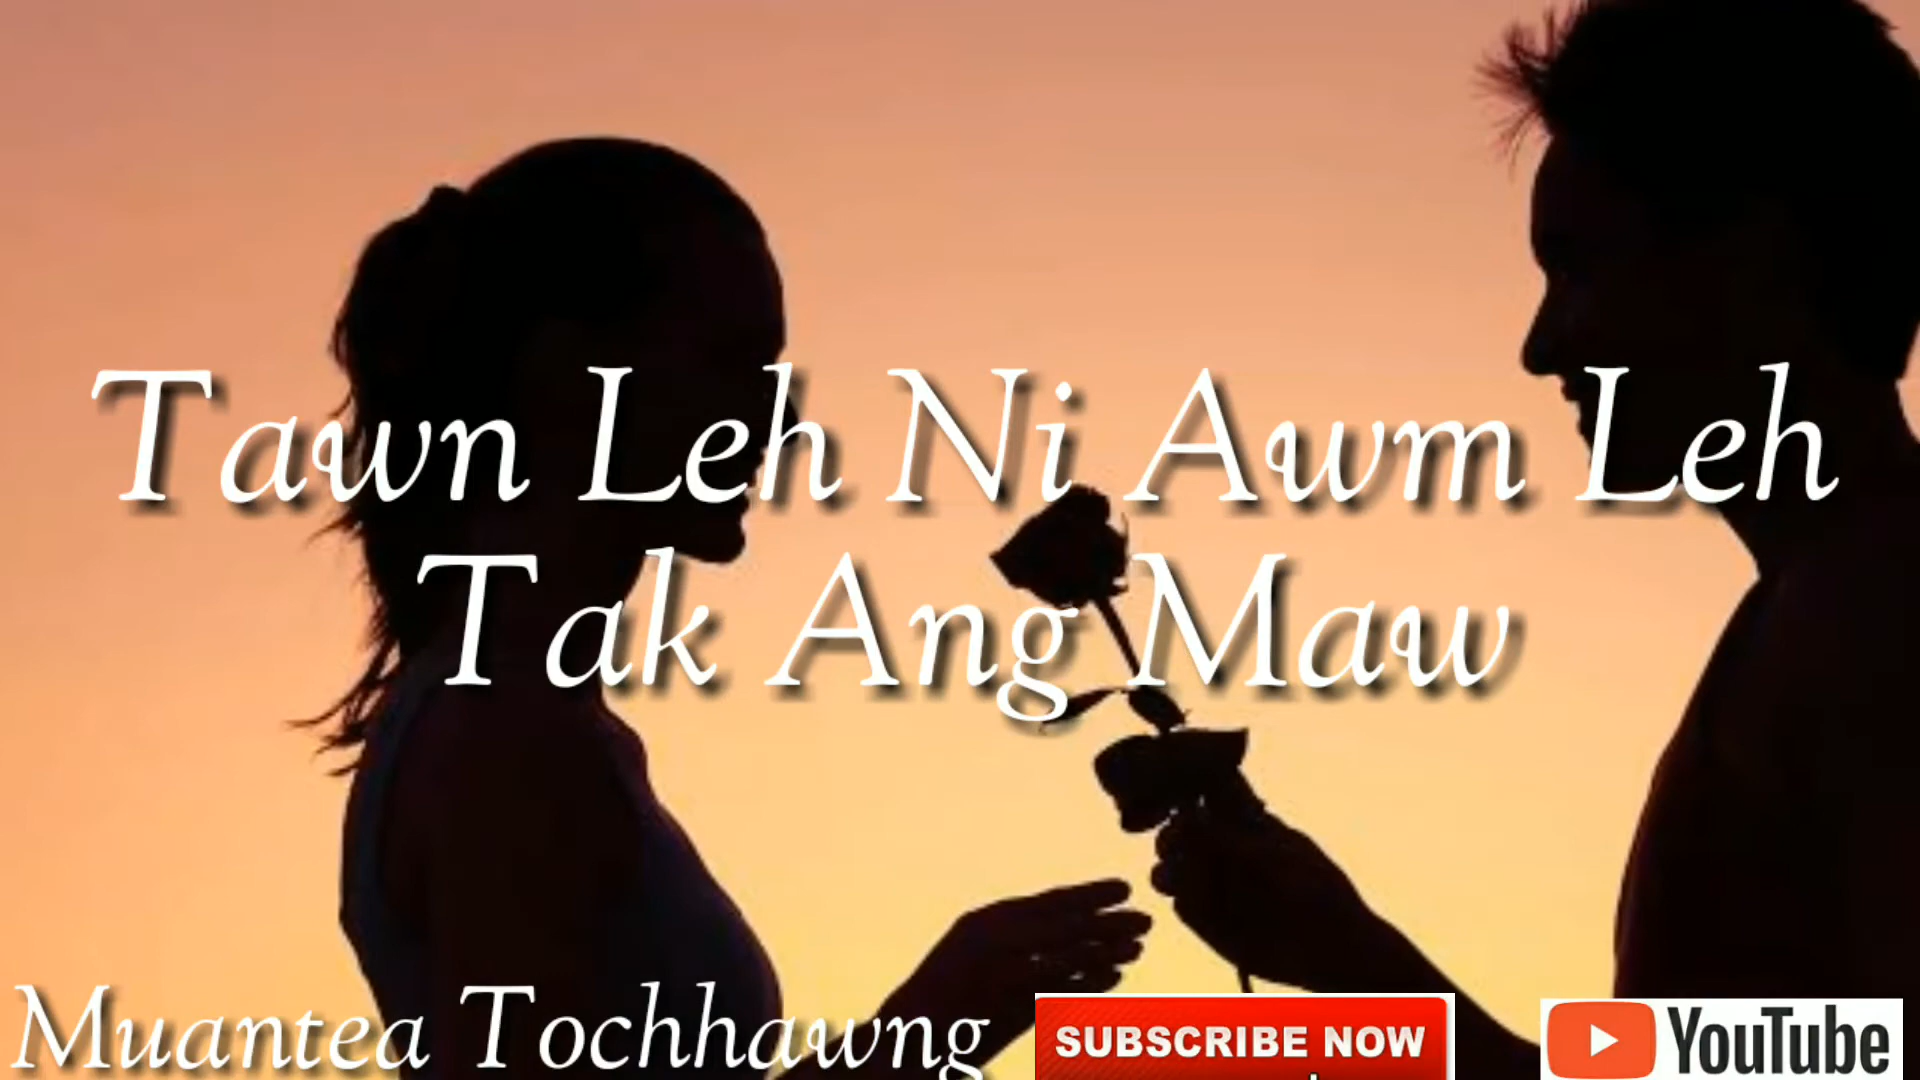 Tawn Leh Ni Awm Leh
Tak Ang Maw
Muantea Tochhawng
SUBSCRIBE NOW
YouTube